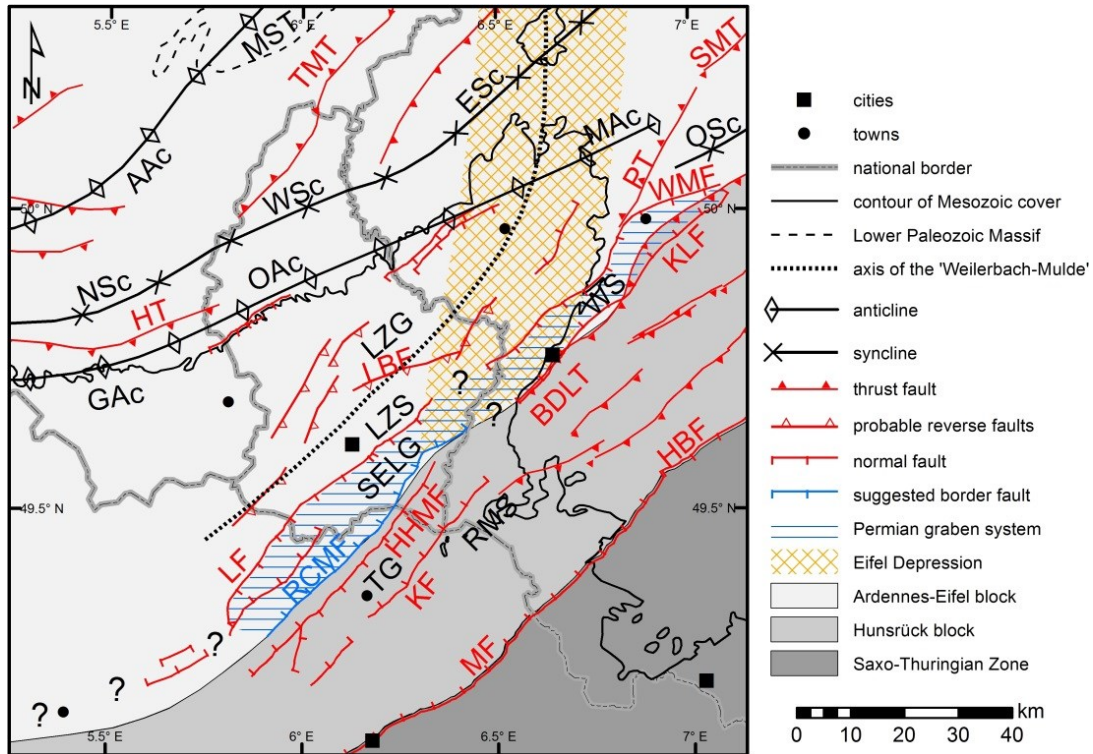 5.5° E
6° E
6.5° E
7° E
MST
TMT
SMT
ESc
MAc
OSc
AAc
RT
WMF
50° N
50° N
WSc
KLF
NSc
OAc
WS
HT
LZG
LBF
?
GAc
?
BDLT
LZS
SELG
HBF
49.5° N
49.5° N
HHMF
RMS
LF
RCMF
TG
KF
?
MF
?
?
5.5° E
6° E
6.5° E
7° E
N
cities
towns
national border
contour of Mesozoic cover
Lower Paleozoic Massif
axis of the 'Weilerbach-Mulde'
anticline
syncline
thrust fault
probable reverse faults
normal fault
suggested border fault
Permian graben system
Eifel Depression
Ardennes-Eifel block
Hunsrück block
Saxo-Thuringian Zone
km
0 10 20 30 40